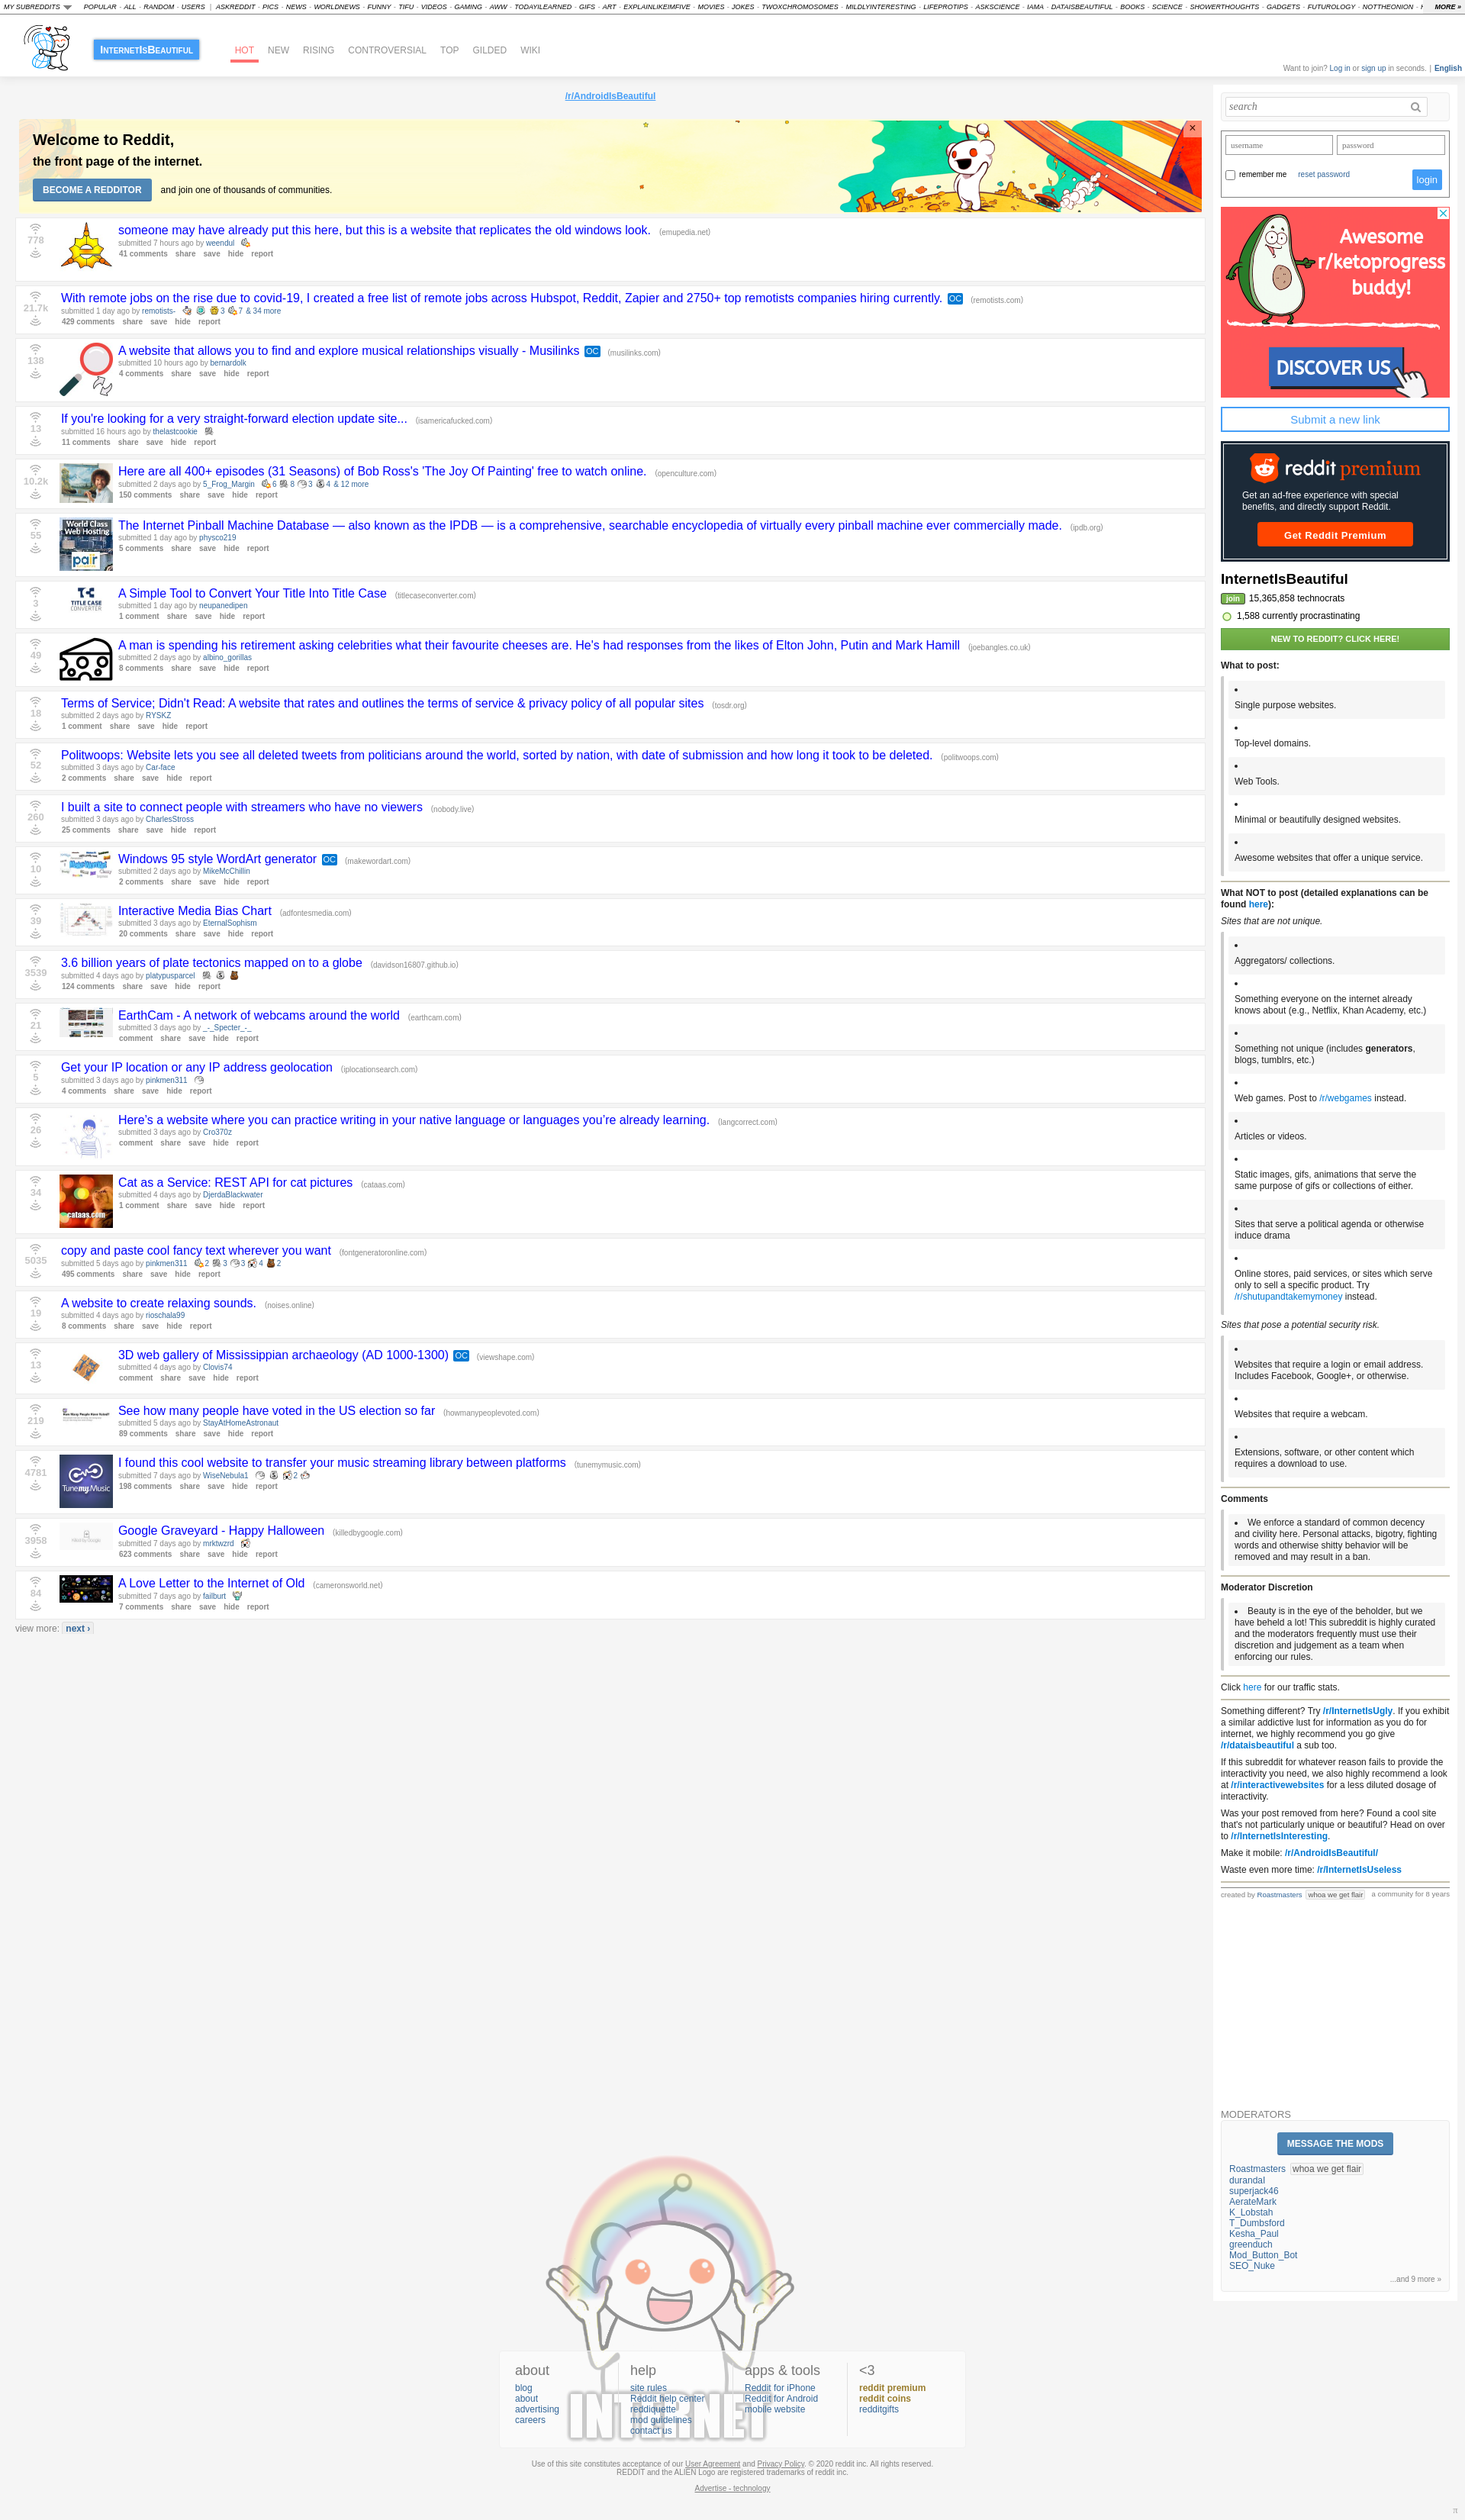 MY SUBREDDITS POPULAR - ALL - RANDOM - USERS | ASKREDDIT - PICS - NEWS - WORLDNEWS - FUNNY - TIFU - VIDEOS - GAMING - AWW - TODAYILEARNED - GIFS - ART - EXPLAINLIKEIMFIVE - MOVIES - JOKES - TWOXCHROMOSOMES - MILDLYINTERESTING - LIFEPROTIPS - ASKSCIENCE - IAMA - DATAISBEAUTIFUL - BOOKS - SCIENCE - SHOWERTHOUGHTS - GADGETS - FUTUROLOGY - NOTTHEONION - MORE »
InternetIsBeautiful HOT NEW RISING CONTROVERSIAL TOP GILDED WIKI
Want to join? Log in or sign up in seconds. | English
/r/AndroidIsBeautiful
Welcome to Reddit,
the front page of the internet.
BECOME A REDDITOR and join one of thousands of communities.
778
someone may have already put this here, but this is a website that replicates the old windows look. (emupedia.net)
submitted 7 hours ago by weendul
41 comments share save hide report
21.7k
With remote jobs on the rise due to covid-19, I created a free list of remote jobs across Hubspot, Reddit, Zapier and 2750+ top remotists companies hiring currently. OC (remotists.com)
submitted 1 day ago by remotists- 3 7 & 34 more
429 comments share save hide report
138
A website that allows you to find and explore musical relationships visually - Musilinks OC (musilinks.com)
submitted 10 hours ago by bernardolk
4 comments share save hide report
13
If you're looking for a very straight-forward election update site... (isamericafucked.com)
submitted 16 hours ago by thelastcookie
11 comments share save hide report
10.2k
Here are all 400+ episodes (31 Seasons) of Bob Ross's 'The Joy Of Painting' free to watch online. (openculture.com)
submitted 2 days ago by 5_Frog_Margin 6 8 3 4 & 12 more
150 comments share save hide report
55
World Class
Web Hosting
pair
The Internet Pinball Machine Database — also known as the IPDB — is a comprehensive, searchable encyclopedia of virtually every pinball machine ever commercially made. (ipdb.org)
submitted 1 day ago by physco219
5 comments share save hide report
3
TITLE CASE
CONVERTER
A Simple Tool to Convert Your Title Into Title Case (titlecaseconverter.com)
submitted 1 day ago by neupanedipen
1 comment share save hide report
49
A man is spending his retirement asking celebrities what their favourite cheeses are. He's had responses from the likes of Elton John, Putin and Mark Hamill (joebangles.co.uk)
submitted 2 days ago by albino_gorillas
8 comments share save hide report
18
Terms of Service; Didn't Read: A website that rates and outlines the terms of service & privacy policy of all popular sites (tosdr.org)
submitted 2 days ago by RYSKZ
1 comment share save hide report
52
Politwoops: Website lets you see all deleted tweets from politicians around the world, sorted by nation, with date of submission and how long it took to be deleted. (politwoops.com)
submitted 3 days ago by Car-face
2 comments share save hide report
260
I built a site to connect people with streamers who have no viewers (nobody.live)
submitted 3 days ago by CharlesStross
25 comments share save hide report
10
Windows 95 style WordArt generator OC (makewordart.com)
submitted 2 days ago by MikeMcChillin
2 comments share save hide report
39
Interactive Media Bias Chart (adfontesmedia.com)
submitted 3 days ago by EternalSophism
20 comments share save hide report
3539
3.6 billion years of plate tectonics mapped on to a globe (davidson16807.github.io)
submitted 4 days ago by platypusparcel
124 comments share save hide report
21
EarthCam - A network of webcams around the world (earthcam.com)
submitted 3 days ago by _-_Specter_-_
comment share save hide report
5
Get your IP location or any IP address geolocation (iplocationsearch.com)
submitted 3 days ago by pinkmen311
4 comments share save hide report
26
Here's a website where you can practice writing in your native language or languages you're already learning. (langcorrect.com)
submitted 3 days ago by Cro370z
comment share save hide report
34
cataas.com
Cat as a Service: REST API for cat pictures (cataas.com)
submitted 4 days ago by DjerdaBlackwater
1 comment share save hide report
5035
copy and paste cool fancy text wherever you want (fontgeneratoronline.com)
submitted 5 days ago by pinkmen311 2 3 3 4 2
495 comments share save hide report
19
A website to create relaxing sounds. (noises.online)
submitted 4 days ago by rioschala99
8 comments share save hide report
13
3D web gallery of Mississippian archaeology (AD 1000-1300) OC (viewshape.com)
submitted 4 days ago by Clovis74
comment share save hide report
219
See how many people have voted in the US election so far (howmanypeoplevoted.com)
submitted 5 days ago by StayAtHomeAstronaut
89 comments share save hide report
4781
Tune my Music
I found this cool website to transfer your music streaming library between platforms (tunemymusic.com)
submitted 7 days ago by WiseNebula1 2
198 comments share save hide report
3958
Google Graveyard - Happy Halloween (killedbygoogle.com)
submitted 7 days ago by mrktwzrd
623 comments share save hide report
84
A Love Letter to the Internet of Old (cameronsworld.net)
submitted 7 days ago by failburt
7 comments share save hide report
view more: next ›
search
username password
remember me reset password login
Awesome
r/ketoprogress
buddy!
DISCOVER US
Submit a new link
reddit premium
Get an ad-free experience with special
benefits, and directly support Reddit.
Get Reddit Premium
InternetIsBeautiful
join 15,365,858 technocrats
1,588 currently procrastinating
NEW TO REDDIT? CLICK HERE!
What to post:
Single purpose websites.
Top-level domains.
Web Tools.
Minimal or beautifully designed websites.
Awesome websites that offer a unique service.
What NOT to post (detailed explanations can be
found here):
Sites that are not unique.
Aggregators/ collections.
Something everyone on the internet already
knows about (e.g., Netflix, Khan Academy, etc.)
Something not unique (includes generators,
blogs, tumblrs, etc.)
Web games. Post to /r/webgames instead.
Articles or videos.
Static images, gifs, animations that serve the
same purpose of gifs or collections of either.
Sites that serve a political agenda or otherwise
induce drama
Online stores, paid services, or sites which serve
only to sell a specific product. Try
/r/shutupandtakemymoney instead.
Sites that pose a potential security risk.
Websites that require a login or email address.
Includes Facebook, Google+, or otherwise.
Websites that require a webcam.
Extensions, software, or other content which
requires a download to use.
Comments
We enforce a standard of common decency
and civility here. Personal attacks, bigotry, fighting
words and otherwise shitty behavior will be
removed and may result in a ban.
Moderator Discretion
Beauty is in the eye of the beholder, but we
have beheld a lot! This subreddit is highly curated
and the moderators frequently must use their
discretion and judgement as a team when
enforcing our rules.
Click here for our traffic stats.
Something different? Try /r/InternetIsUgly. If you exhibit
a similar addictive lust for information as you do for
internet, we highly recommend you go give
/r/dataisbeautiful a sub too.
If this subreddit for whatever reason fails to provide the
interactivity you need, we also highly recommend a look
at /r/interactivewebsites for a less diluted dosage of
interactivity.
Was your post removed from here? Found a cool site
that's not particularly unique or beautiful? Head on over
to /r/InternetIsInteresting.
Make it mobile: /r/AndroidIsBeautiful/
Waste even more time: /r/InternetIsUseless
created by Roastmasters whoa we get flair a community for 8 years
MODERATORS
MESSAGE THE MODS
Roastmasters whoa we get flair
durandal
superjack46
AerateMark
K_Lobstah
T_Dumbsford
Kesha_Paul
greenduch
Mod_Button_Bot
SEO_Nuke
...and 9 more »
INTERNET
about
blog
about
advertising
careers
help
site rules
Reddit help center
reddiquette
mod guidelines
contact us
apps & tools
Reddit for iPhone
Reddit for Android
mobile website
<3
reddit premium
reddit coins
redditgifts
Use of this site constitutes acceptance of our User Agreement and Privacy Policy. © 2020 reddit inc. All rights reserved.
REDDIT and the ALIEN Logo are registered trademarks of reddit inc.
Advertise - technology
π